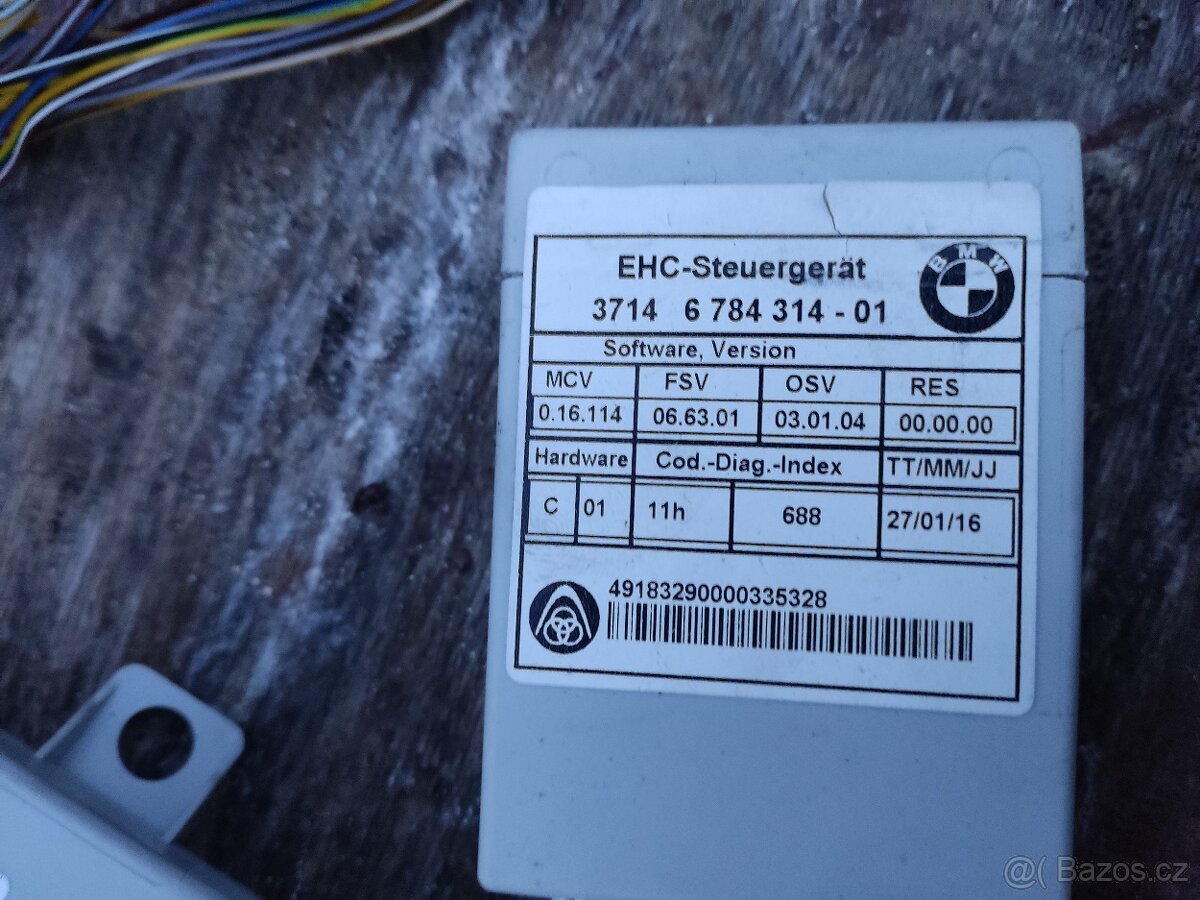 EHC-Steuergerät
3714 6 784 314 - 01
BMW
Software, Version
MCV FSV OSV RES
0.16.114 06.63.01 03.01.04 00.00.00
Hardware Cod.-Diag.-Index TT/MM/JJ
C 01 11h 688 27/01/16
49183290000335328
@( Bazos.cz